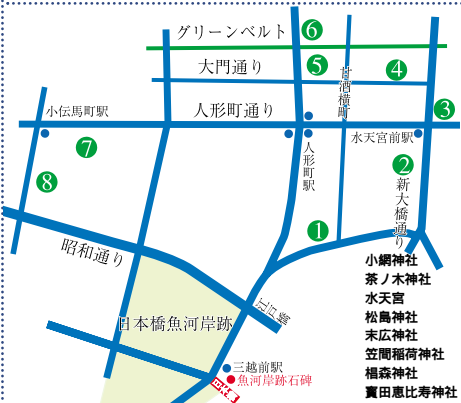 グリーンベルト
6
大門通り
5
4
甘酒横町
小伝馬町駅
人形町通り
3
水天宮前駅
人形町駅
7
2
8
新大橋通り
1
昭和通り
小網神社
茶ノ木神社
水天宮
松島神社
末広神社
笠間稲荷神社
椙森神社
寳田恵比寿神社
江戸橋
日本橋魚河岸跡
三越前駅
魚河岸跡石碑
日本橋